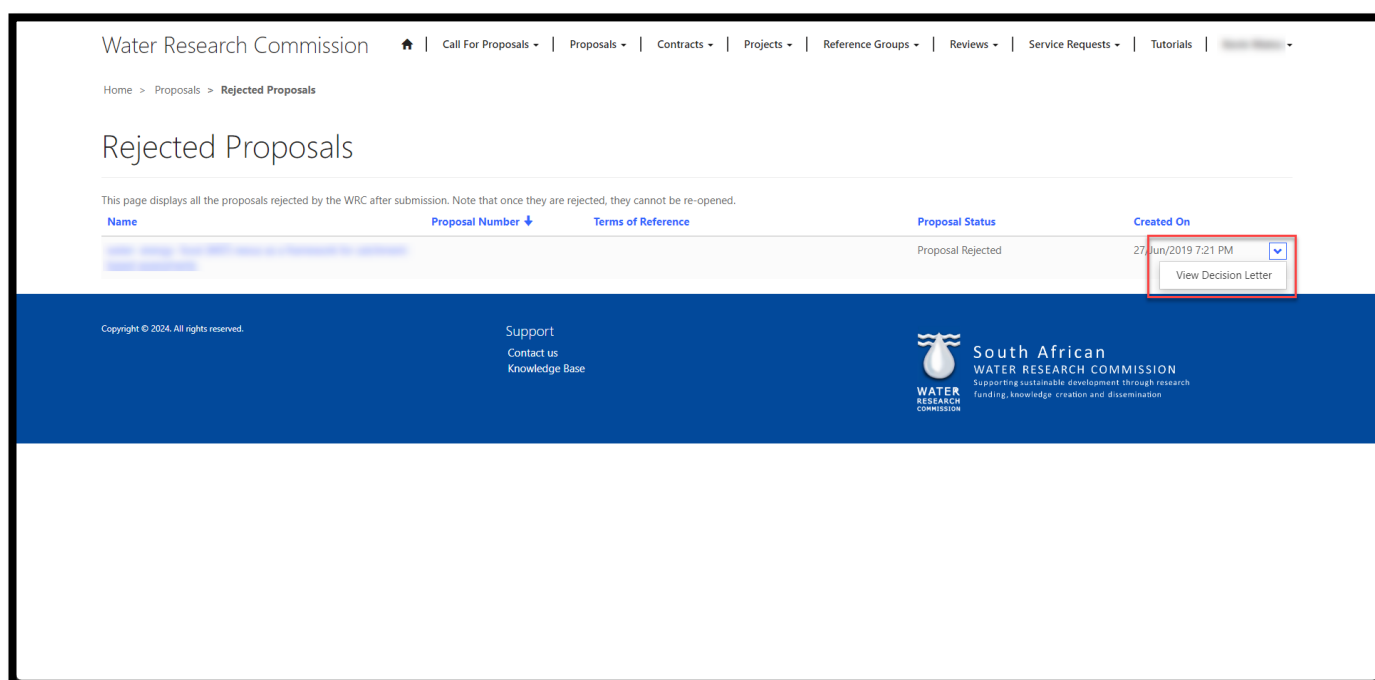 Water Research Commission Call For Proposals Proposals Contracts Projects Reference Groups Reviews Service Requests Tutorials
Home > Proposals > Rejected Proposals
Rejected Proposals
This page displays all the proposals rejected by the WRC after submission. Note that once they are rejected, they cannot be re-opened.
Name Proposal Number Terms of Reference Proposal Status Created On
Proposal Rejected 27/Jun/2019 7:21 PM
View Decision Letter
Copyright © 2024. All rights reserved.
Support
Contact us
Knowledge Base
WATER
RESEARCH
COMMISSION
South African
WATER RESEARCH COMMISSION
Supporting sustainable development through research
funding, knowledge creation and dissemination